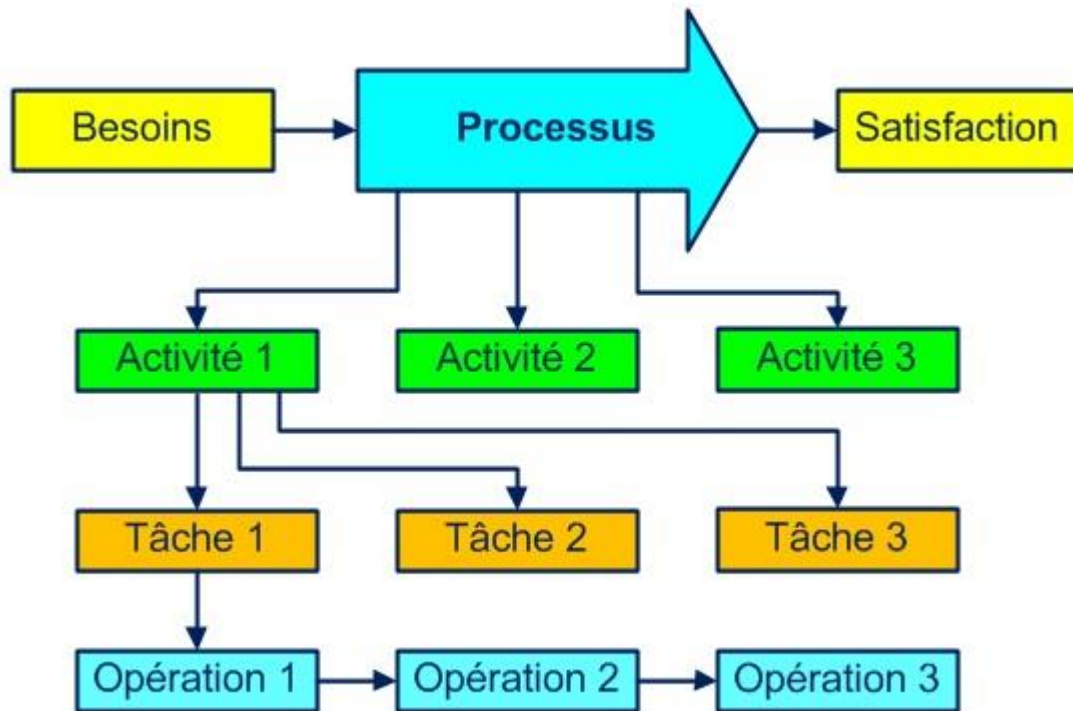 Besoins
Processus
Satisfaction
Activité 1
Activité 2
Activité 3
Tâche 1
Tâche 2
Tâche 3
Opération 1
Opération 2
Opération 3